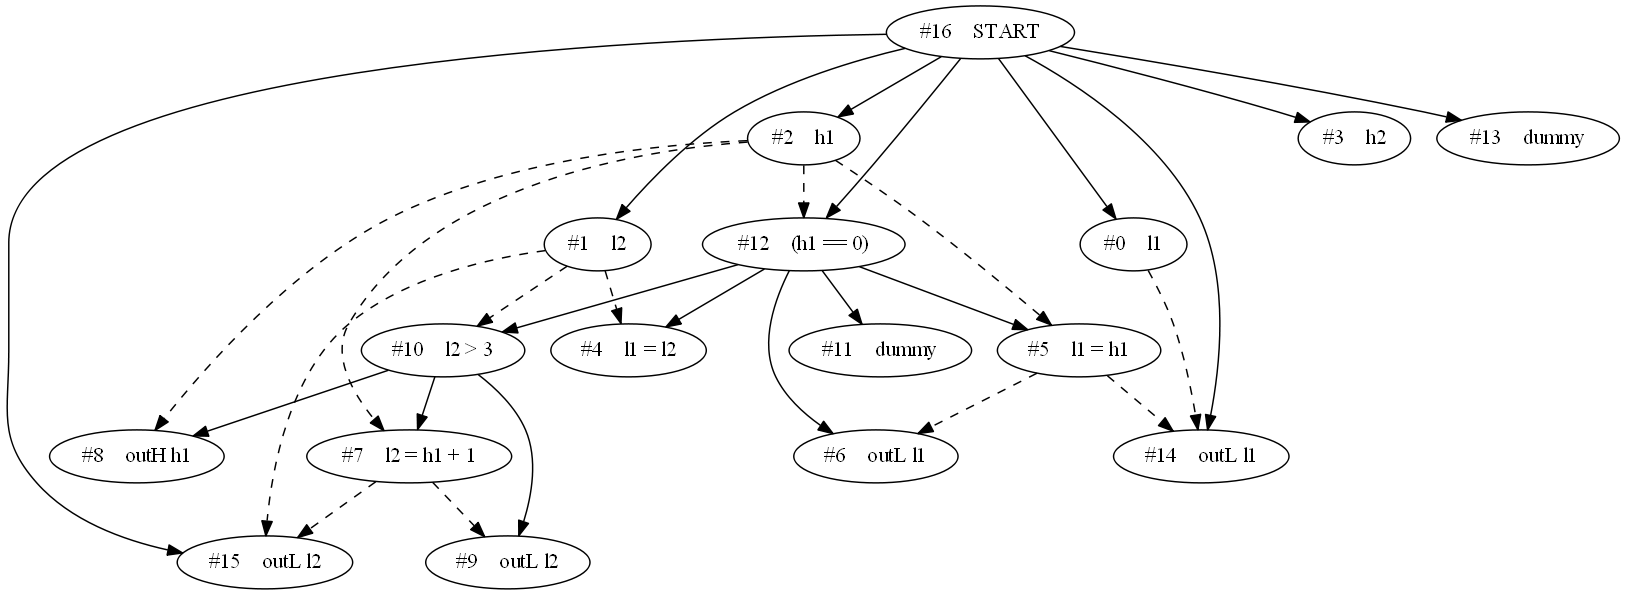 #16 START
#2 h1
#3 h2
#13 dummy
#1 l2
#12 (h1 == 0)
#0 l1
#10 l2 > 3
#4 l1 = l2
#11 dummy
#5 l1 = h1
#8 outH h1
#7 l2 = h1 + 1
#6 outL l1
#14 outL l1
#15 outL l2
#9 outL l2